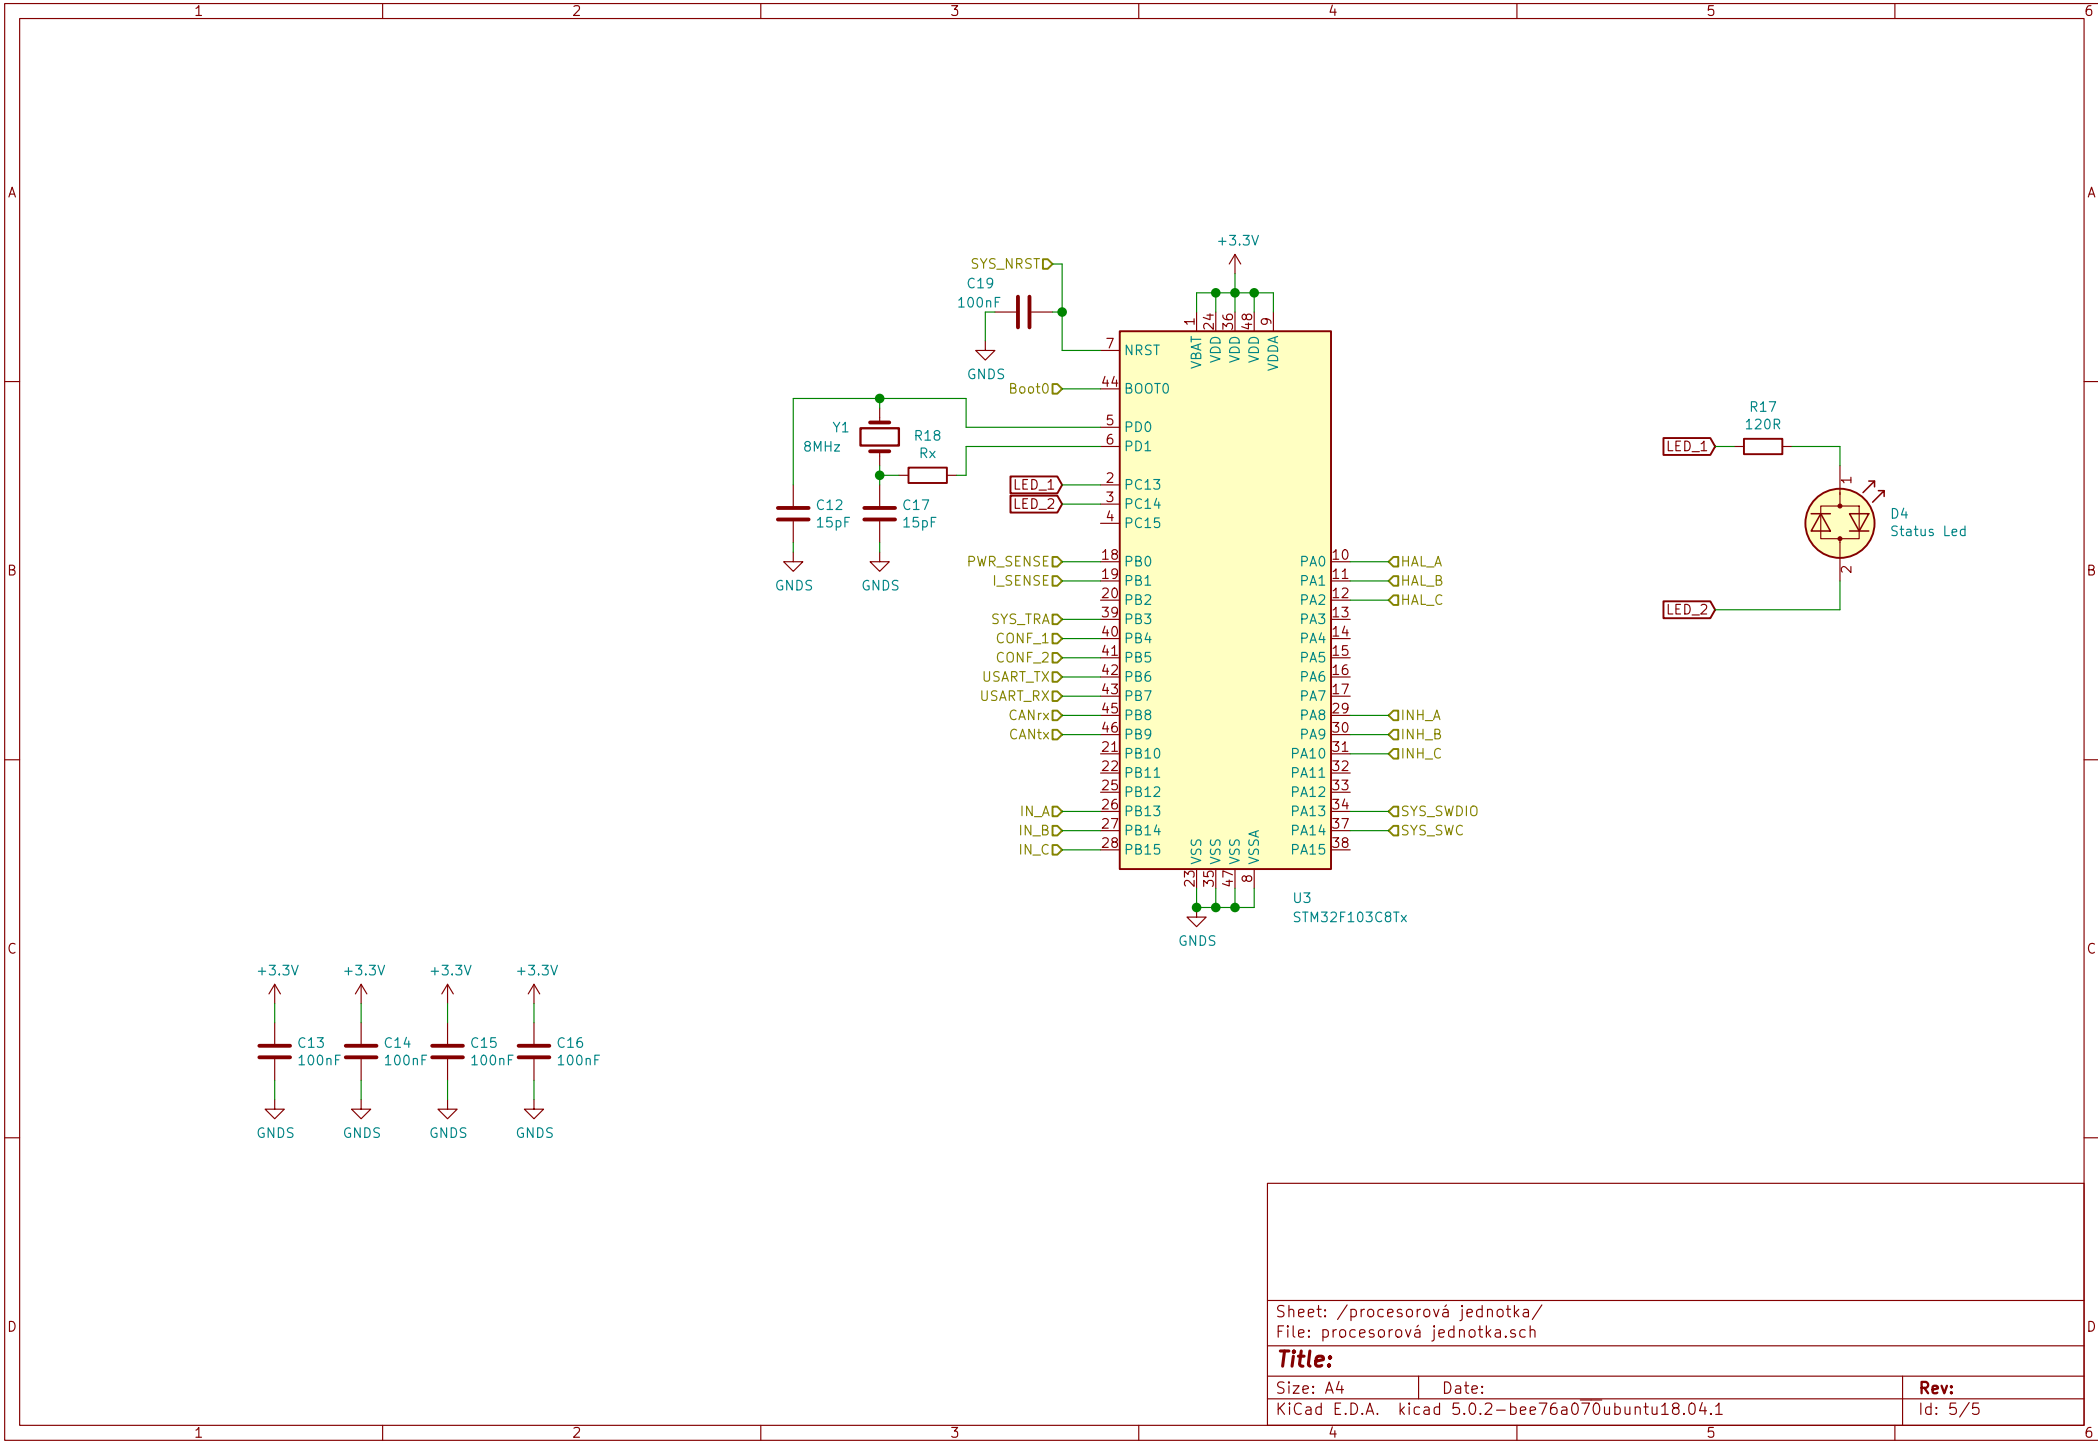 1 2 3 4 5 6
A A
B B
C C
D D
+3.3V
SYS_NRST
C19
100nF
GNDS
Boot0
Y1
8MHz
R18
Rx
C12
15pF
C17
15pF
GNDS
GNDS
LED_1
LED_2
PWR_SENSE
I_SENSE
SYS_TRA
CONF_1
CONF_2
USART_TX
USART_RX
CANrx
CANtx
IN_A
IN_B
IN_C
1 VBAT
24 VDD
36 VDD
48 VDD
9 VDDA
7 NRST
44 BOOT0
5 PD0
6 PD1
2 PC13
3 PC14
4 PC15
18 PB0
19 PB1
20 PB2
39 PB3
40 PB4
41 PB5
42 PB6
43 PB7
45 PB8
46 PB9
21 PB10
22 PB11
25 PB12
26 PB13
27 PB14
28 PB15
PA0 10 HAL_A
PA1 11 HAL_B
PA2 12 HAL_C
PA3 13
PA4 14
PA5 15
PA6 16
PA7 17
PA8 29 INH_A
PA9 30 INH_B
PA10 31 INH_C
PA11 32
PA12 33
PA13 34 SYS_SWDIO
PA14 37 SYS_SWC
PA15 38
VSS 23
VSS 35
VSS 47
VSSA 8
GNDS
U3
STM32F103C8Tx
R17
120R
LED_1
1
D4
Status Led
2
LED_2
+3.3V +3.3V +3.3V +3.3V
C13 C14 C15 C16
100nF 100nF 100nF 100nF
GNDS GNDS GNDS GNDS
Sheet: /procesorová jednotka/
File: procesorová jednotka.sch
Title:
Size: A4 Date: Rev:
KiCad E.D.A. kicad 5.0.2-bee76a070ubuntu18.04.1 Id: 5/5
1 2 3 4 5 6